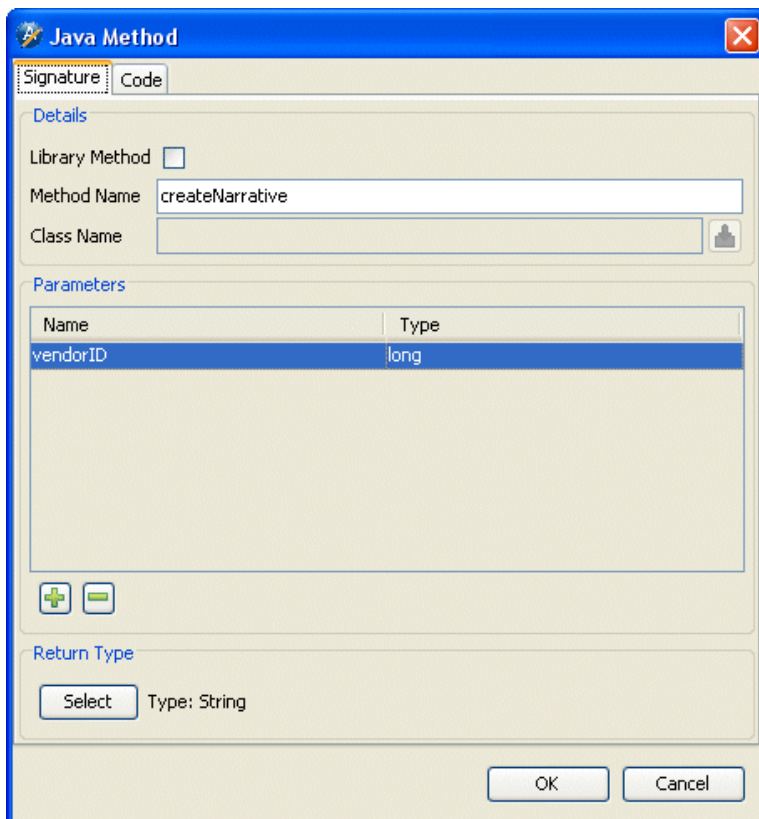 Java Method
Signature Code
Details
Library Method
Method Name createNarrative
Class Name
Parameters
Name Type
vendorID long
Return Type
Select Type: String
OK Cancel